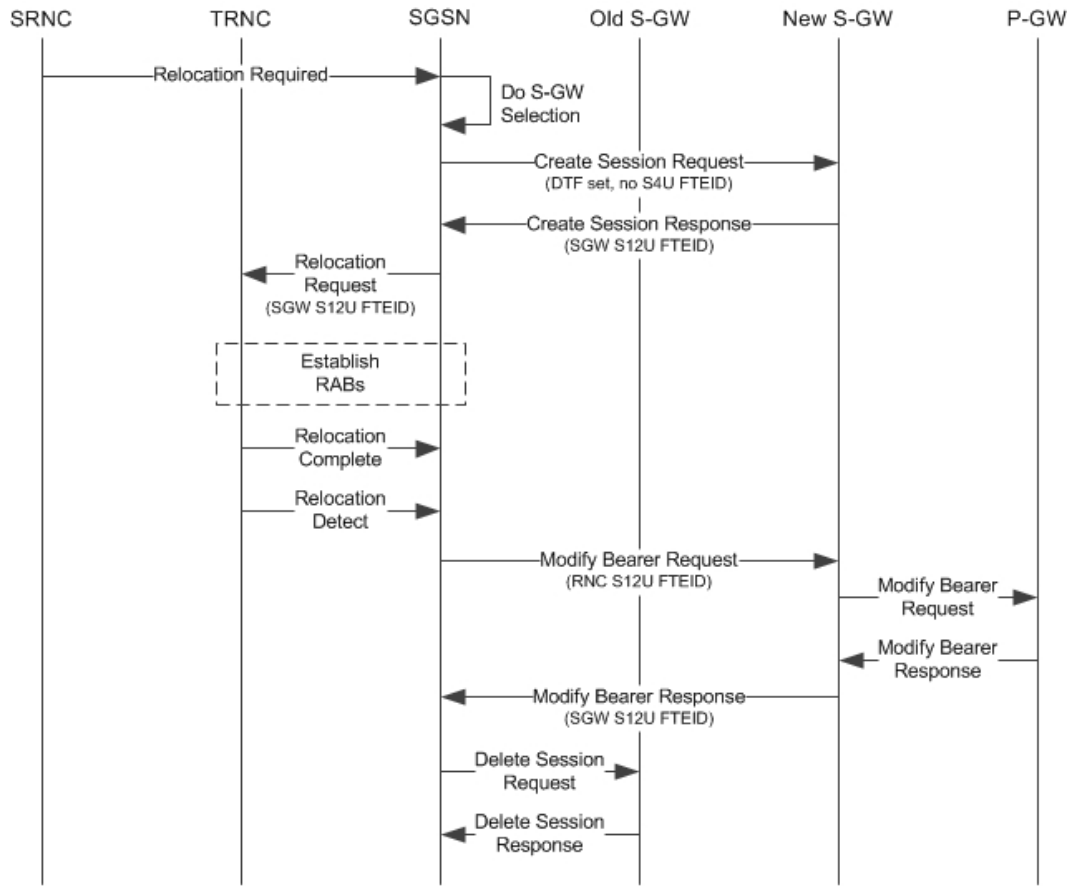 SRNC
TRNC
SGSN
Old S-GW
New S-GW
P-GW
Relocation Required
Do S-GW
Selection
Create Session Request
(DTF set, no S4U FTEID)
Create Session Response
(SGW S12U FTEID)
Relocation
Request
(SGW S12U FTEID)
Establish
RABs
Relocation
Complete
Relocation
Detect
Modify Bearer Request
(RNC S12U FTEID)
Modify Bearer
Request
Modify Bearer
Response
Modify Bearer Response
(SGW S12U FTEID)
Delete Session
Request
Delete Session
Response